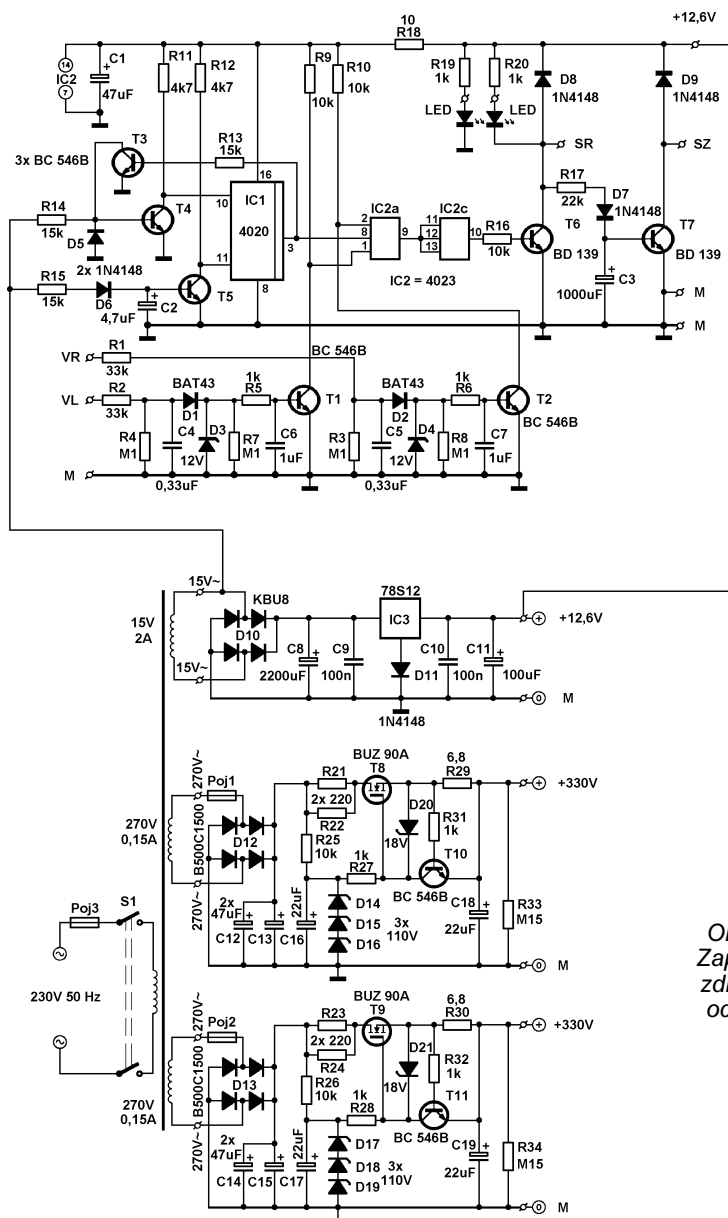 10
+12,6V
R18
14
IC2
7
C1
+
47uF
R11
4k7
R12
4k7
R9
10k
R10
10k
R19
1k
R20
1k
D8
1N4148
D9
1N4148
LED
LED
T3
3x BC 546B
R13
15k
SR
SZ
16
R14
15k
T4
10
IC1
4020
3
R17
22k
D7
1N4148
2
8
1
IC2a
9
11
12
13
IC2c
10
R16
10k
T6
BD 139
T7
BD 139
D5
2x 1N4148
11
8
IC2 = 4023
R15
15k
D6
4,7uF
+
C2
T5
+
C3
1000uF
M
M
VR
R1
33k
BC 546B
VL
R2
33k
BAT43
D1
1k
R5
T1
BAT43
D2
1k
R6
T2
BC 546B
R4
M1
C4
D3
12V
R7
M1
C6
1uF
R3
M1
C5
D4
12V
R8
M1
C7
1uF
M
0,33uF
0,33uF
15V~
15V
2A
KBU8
D10
78S12
IC3
+
+12,6V
15V~
C8
2200uF
+
C9
100n
D11
C10
100n
C11
+
100uF
0
M
1N4148
270V~
Poj1
BUZ 90A
T8
6,8
R29
+
+330V
R21
2x 220
R22
D20
18V
R31
1k
270V
0,15A
B500C1500
D12
R25
10k
1k
R27
T10
BC 546B
270V~
2x
47uF
+
+
22uF
+
D14
D15
D16
3x
110V
C18
+
22uF
R33
M15
C12
C13
C16
0
M
Poj3
S1
230V 50 Hz
270V~
Poj2
BUZ 90A
T9
6,8
R30
+
+330V
R23
2x 220
R24
D21
18V
R32
1k
270V
0,15A
B500C1500
D13
R26
10k
1k
R28
T11
BC 546B
270V~
2x
47uF
+
+
22uF
+
D17
D18
D19
3x
110V
C19
+
22uF
R34
M15
C14
C15
C17
0
M